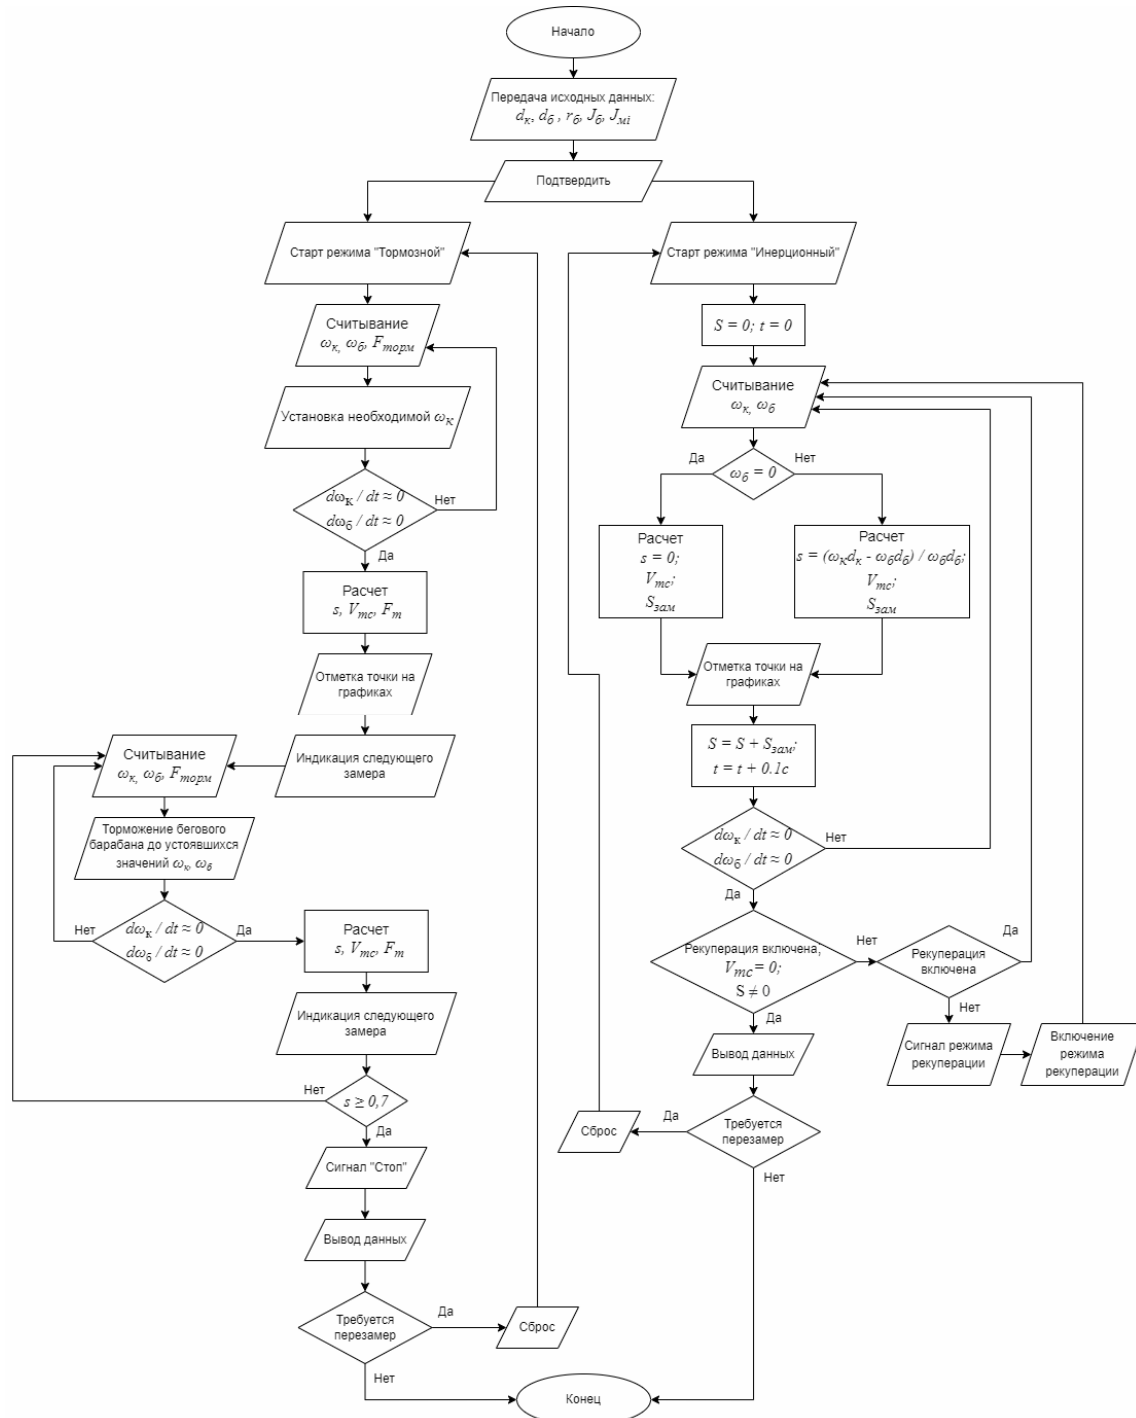 Начало
Передача исходных данных:
dк, dб , rб, Jб, Jмi
Подтвердить
Старт режима "Тормозной"
Считывание
ωк, ωб, Fторм
Установка необходимой ωК
dωК / dt ≈ 0
dωб / dt ≈ 0
Нет
Да
Расчет
s, Vтс, Fт
Отметка точки на
графиках
Индикация следующего
замера
Считывание
ωк, ωб, Fторм
Торможение бегового
барабана до устоявшихся
значений ωк, ωб
dωк / dt ≈ 0
dωб / dt ≈ 0
Нет
Да
Расчет
s, Vтс, Fт
Индикация следующего
замера
s ≥ 0,7
Нет
Да
Сигнал "Стоп"
Вывод данных
Требуется
перезамер
Да
Сброс
Нет
Старт режима "Инерционный"
S = 0; t = 0
Считывание
ωк, ωб
ωб = 0
Да
Нет
Расчет
s = 0;
Vтс;
Sзам
Расчет
s = (ωкdк - ωбdб) / ωбdб;
Vтс;
Sзам
Отметка точки на
графиках
S = S + Sзам;
t = t + 0.1c
dωк / dt ≈ 0
dωб / dt ≈ 0
Нет
Да
Рекуперация включена;
Vтс = 0;
S ≠ 0
Нет
Да
Рекуперация
включена
Да
Нет
Сигнал режима
рекуперации
Включение
режима
рекуперации
Вывод данных
Требуется
перезамер
Да
Сброс
Нет
Конец